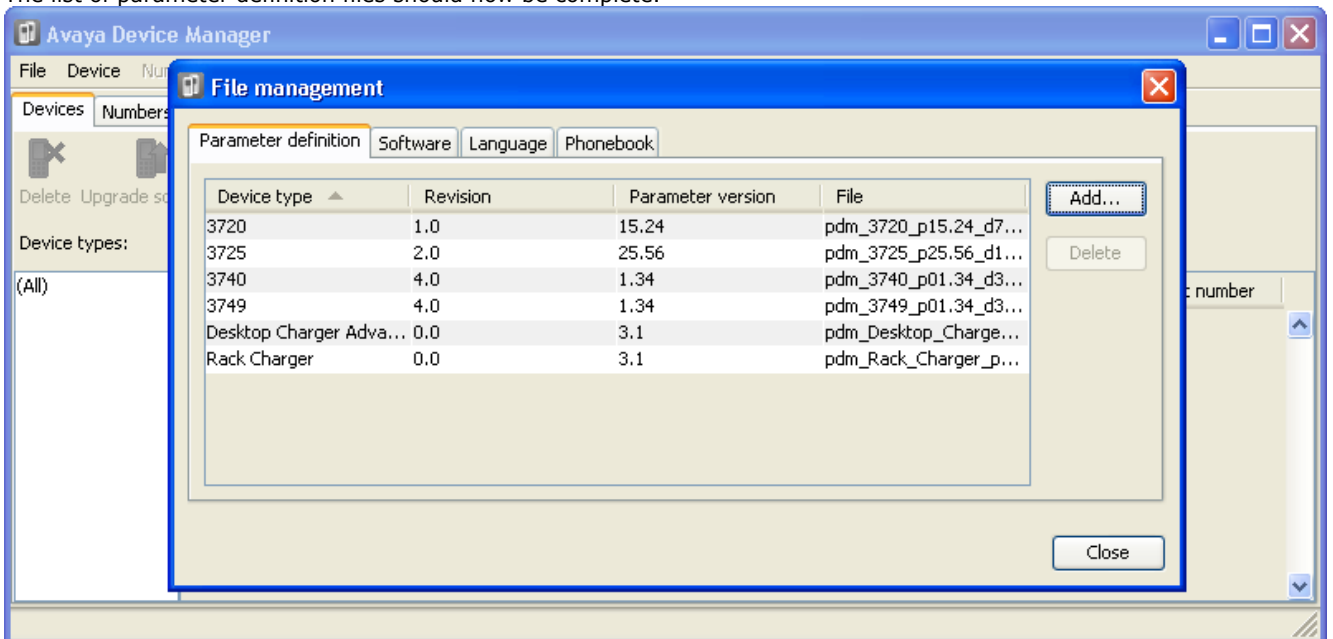 The list of parameter definition files should now be complete.
Avaya Device Manager
File Device Nu
File management
Devices Numbers
Parameter definition Software Language Phonebook
Delete Upgrade so
Device type Revision Parameter version File
Add...
3720 1.0 15.24 pdm_3720_p15.24_d7...
Device types:
3725 2.0 25.56 pdm_3725_p25.56_d1...
Delete
(All)
3740 4.0 1.34 pdm_3740_p01.34_d3...
number
3749 4.0 1.34 pdm_3749_p01.34_d3...
Desktop Charger Adva... 0.0 3.1 pdm_Desktop_Charge...
Rack Charger 0.0 3.1 pdm_Rack_Charger_p...
Close